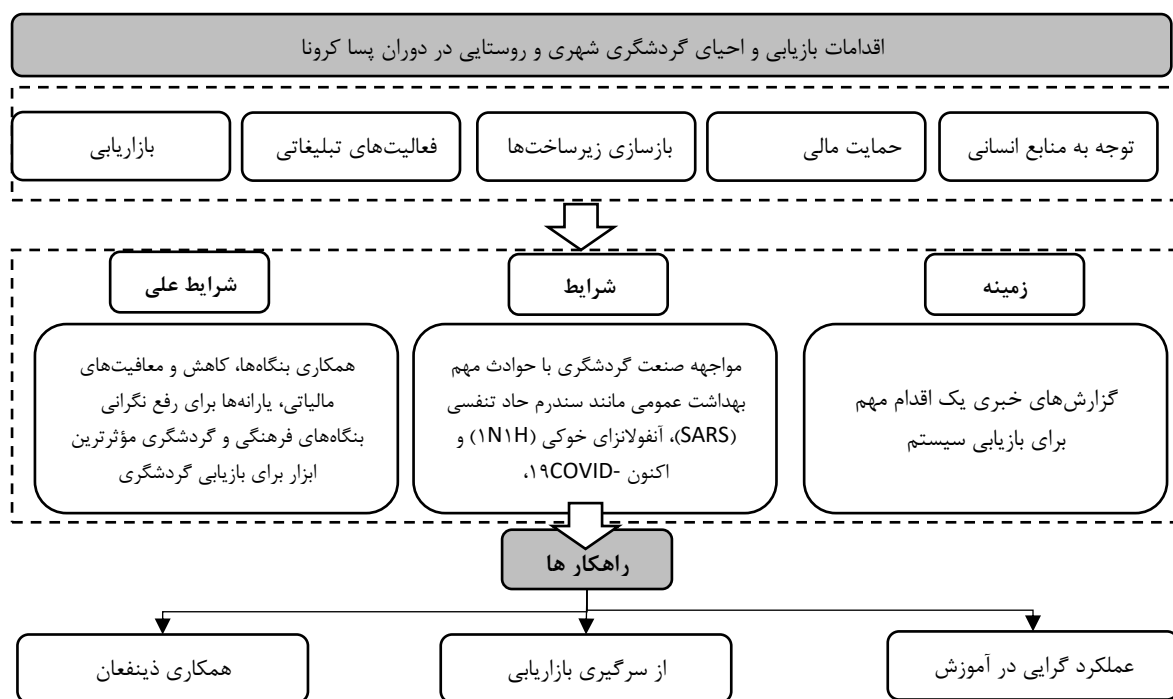 اقدامات بازیابی و احیای گردشگری شهری و روستایی در دوران پسا کرونا
توجه به منابع انسانی
حمایت مالی
بازسازی زیرساخت‌ها
فعالیت‌های تبلیغاتی
بازاریابی
زمینه
گزارش‌های خبری یک اقدام مهم
برای بازیابی سیستم
شرایط
مواجهه صنعت گردشگری با حوادث مهم
بهداشت عمومی مانند سندرم حاد تنفسی
(SARS)، آنفولانزای خوکی (۱N۱H) و
اکنون -۱۹COVID،
شرایط علی
همکاری بنگاه‌ها، کاهش و معافیت‌های
مالیاتی، یارانه‌ها برای رفع نگرانی
بنگاه‌های فرهنگی و گردشگری مؤثرترین
ابزار برای بازیابی گردشگری
راهکار ها
عملکرد گرایی در آموزش
از سرگیری بازاریابی
همکاری ذینفعان